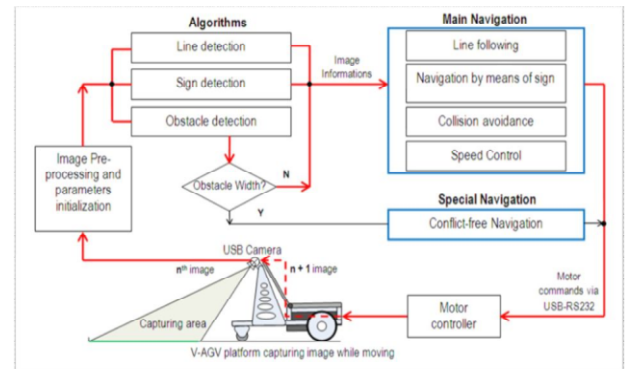 Algorithms
Line detection
Sign detection
Obstacle detection
Obstacle Width?
N
Y
Image
Informations
Main Navigation
Line following
Navigation by means of sign
Collision avoidance
Speed Control
Special Navigation
Conflict-free Navigation
Image Pre-
processing and
parameters
initialization
USB Camera
nth image
n + 1 image
Capturing area
Motor
controller
Motor
commands via
USB-RS232
V-AGV platform capturing image while moving